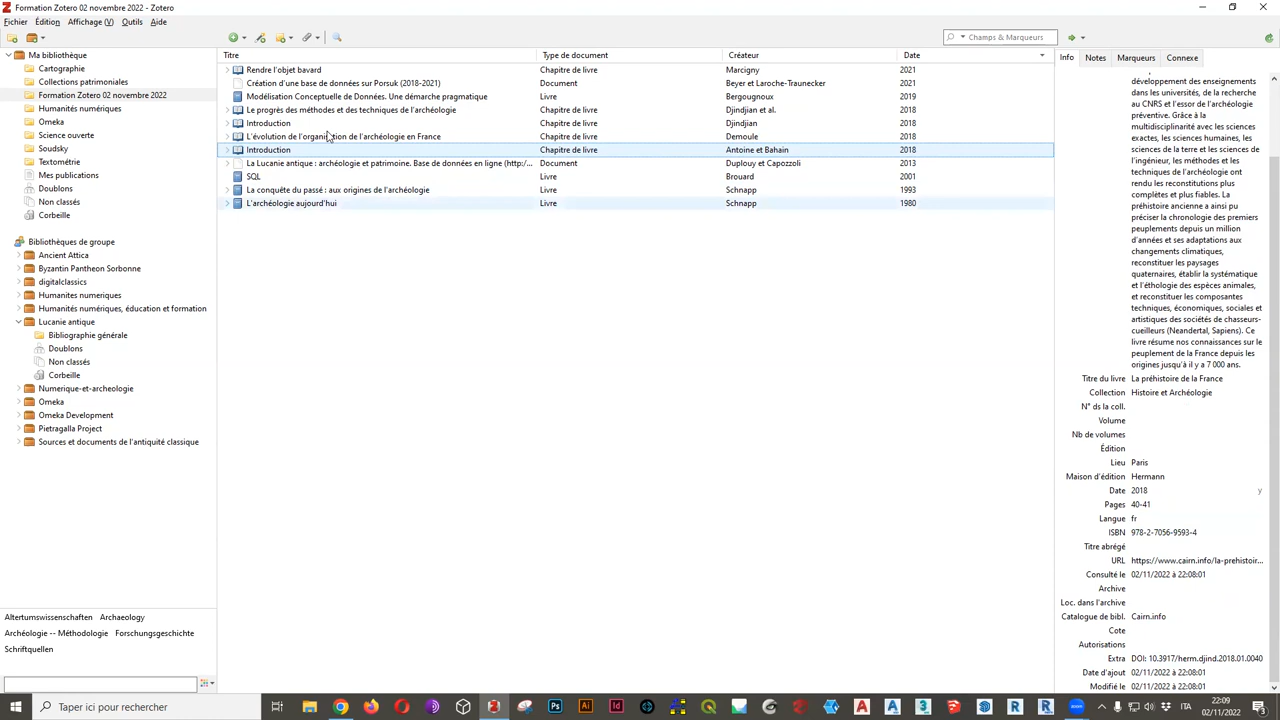 Formation Zotero 02 novembre 2022 - Zotero
Fichier Édition Affichage (V) Outils Aide
Champs & Marqueurs
Ma bibliothèque
Cartographie
Collections patrimoniales
Formation Zotero 02 novembre 2022
Humanités numériques
Omeka
Science ouverte
Soudsky
Textométrie
Mes publications
Doublons
Non classés
Corbeille
Bibliothèques de groupe
Ancient Attica
Byzantin Pantheon Sorbonne
digitalclassics
Humanites numeriques
Humanités numériques, éducation et formation
Lucanie antique
Bibliographie générale
Doublons
Non classés
Corbeille
Numerique-et-archeologie
Omeka
Omeka Development
Pietragalla Project
Sources et documents de l'antiquité classique
Altertumswissenschaften Archaeology
Archéologie -- Méthodologie Forschungsgeschichte
Schriftquellen
Titre Type de document Créateur Date
Rendre l'objet bavard Chapitre de livre Marcigny 2021
Création d'une base de données sur Porsuk (2018-2021) Document Beyer et Laroche-Traunecker 2021
Modélisation Conceptuelle de Données. Une démarche pragmatique Livre Bergougnoux 2019
Le progrès des méthodes et des techniques de l'archéologie Chapitre de livre Djindjian et al. 2018
Introduction Chapitre de livre Djindjian 2018
L'évolution de l'organisation de l'archéologie en France Chapitre de livre Demoule 2018
Introduction Chapitre de livre Antoine et Bahain 2018
La Lucanie antique : archéologie et patrimoine. Base de données en ligne (http:/... Document Duplouy et Capozzoli 2013
SQL Livre Brouard 2001
La conquête du passé : aux origines de l'archéologie Livre Schnapp 1993
L'archéologie aujourd'hui Livre Schnapp 1980
Info Notes Marqueurs Connexe
développement des enseignements
dans les universités, de la recherche
au CNRS et l'essor de l'archéologie
préventive. Grâce à la
multidisciplinarité avec les sciences
exactes, les sciences humaines, les
sciences de la terre et les sciences de
l'ingénieur, les méthodes et les
techniques de l'archéologie ont
rendu les reconstitutions plus
complètes et plus fiables. La
préhistoire ancienne a ainsi pu
préciser la chronologie des premiers
peuplements depuis un million
d'années et ses adaptations aux
changements climatiques,
reconstituer les paysages
quaternaires, établir la systématique
et l'éthologie des espèces animales,
et reconstituer les composantes
techniques, économiques, sociales et
artistiques des sociétés de chasseurs-
cueilleurs (Neandertal, Sapiens). Ce
livre résume nos connaissances sur le
peuplement de la France depuis les
origines jusqu'à il y a 7 000 ans.
Titre du livre La préhistoire de la France
Collection Histoire et Archéologie
N° ds la coll.
Volume
Nb de volumes
Édition
Lieu Paris
Maison d'édition Hermann
Date 2018 y
Pages 40-41
Langue fr
ISBN 978-2-7056-9593-4
Titre abrégé
URL https://www.cairn.info/la-prehistoir...
Consulté le 02/11/2022 à 22:08:01
Archive
Loc. dans l'archive
Catalogue de bibl. Cairn.info
Cote
Autorisations
Extra DOI: 10.3917/herm.djind.2018.01.0040
Date d'ajout 02/11/2022 à 22:08:01
Modifié le 02/11/2022 à 22:08:01
Taper ici pour rechercher
ITA
22:09
02/11/2022